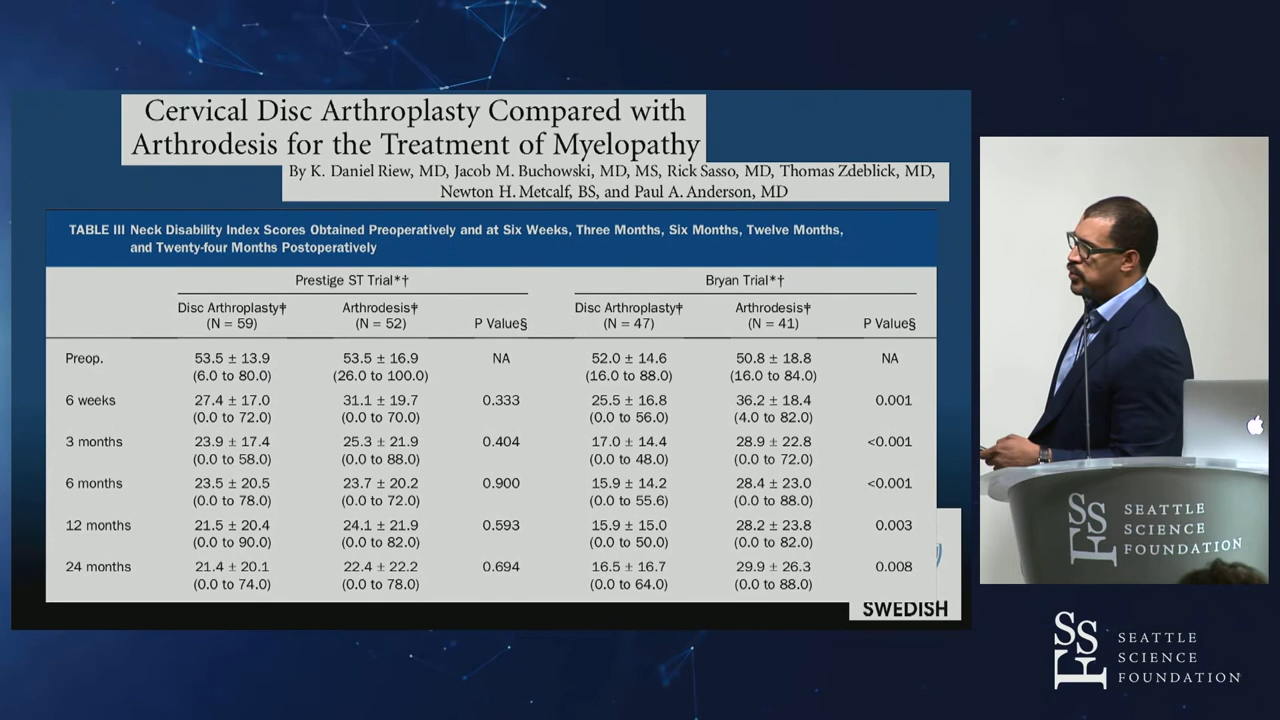 Cervical Disc Arthroplasty Compared with
Arthrodesis for the Treatment of Myelopathy
By K. Daniel Riew, MD, Jacob M. Buchowski, MD, MS, Rick Sasso, MD, Thomas Zdeblick, MD,
Newton H. Metcalf, BS, and Paul A. Anderson, MD
TABLE III Neck Disability Index Scores Obtained Preoperatively and at Six Weeks, Three Months, Six Months, Twelve Months,
and Twenty-four Months Postoperatively
Prestige ST Trial*† Bryan Trial*†
Disc Arthroplasty‡ Arthrodesis‡ Disc Arthroplasty‡ Arthrodesis‡
(N = 59) (N = 52) P Value§ (N = 47) (N = 41) P Value§
Preop. 53.5 ± 13.9 53.5 ± 16.9 NA 52.0 ± 14.6 50.8 ± 18.8 NA
(6.0 to 80.0) (26.0 to 100.0) (16.0 to 88.0) (16.0 to 84.0)
6 weeks 27.4 ± 17.0 31.1 ± 19.7 0.333 25.5 ± 16.8 36.2 ± 18.4 0.001
(0.0 to 72.0) (0.0 to 70.0) (0.0 to 56.0) (4.0 to 82.0)
3 months 23.9 ± 17.4 25.3 ± 21.9 0.404 17.0 ± 14.4 28.9 ± 22.8 <0.001
(0.0 to 58.0) (0.0 to 88.0) (0.0 to 48.0) (0.0 to 72.0)
6 months 23.5 ± 20.5 23.7 ± 20.2 0.900 15.9 ± 14.2 28.4 ± 23.0 <0.001
(0.0 to 78.0) (0.0 to 72.0) (0.0 to 55.6) (0.0 to 88.0)
12 months 21.5 ± 20.4 24.1 ± 21.9 0.593 15.9 ± 15.0 28.2 ± 23.8 0.003
(0.0 to 90.0) (0.0 to 82.0) (0.0 to 50.0) (0.0 to 82.0)
24 months 21.4 ± 20.1 22.4 ± 22.2 0.694 16.5 ± 16.7 29.9 ± 26.3 0.008
(0.0 to 74.0) (0.0 to 78.0) (0.0 to 64.0) (0.0 to 88.0)
SWEDISH
SSF
SEATTLE
SCIENCE
FOUNDATION
SSF
SEATTLE
SCIENCE
FOUNDATION